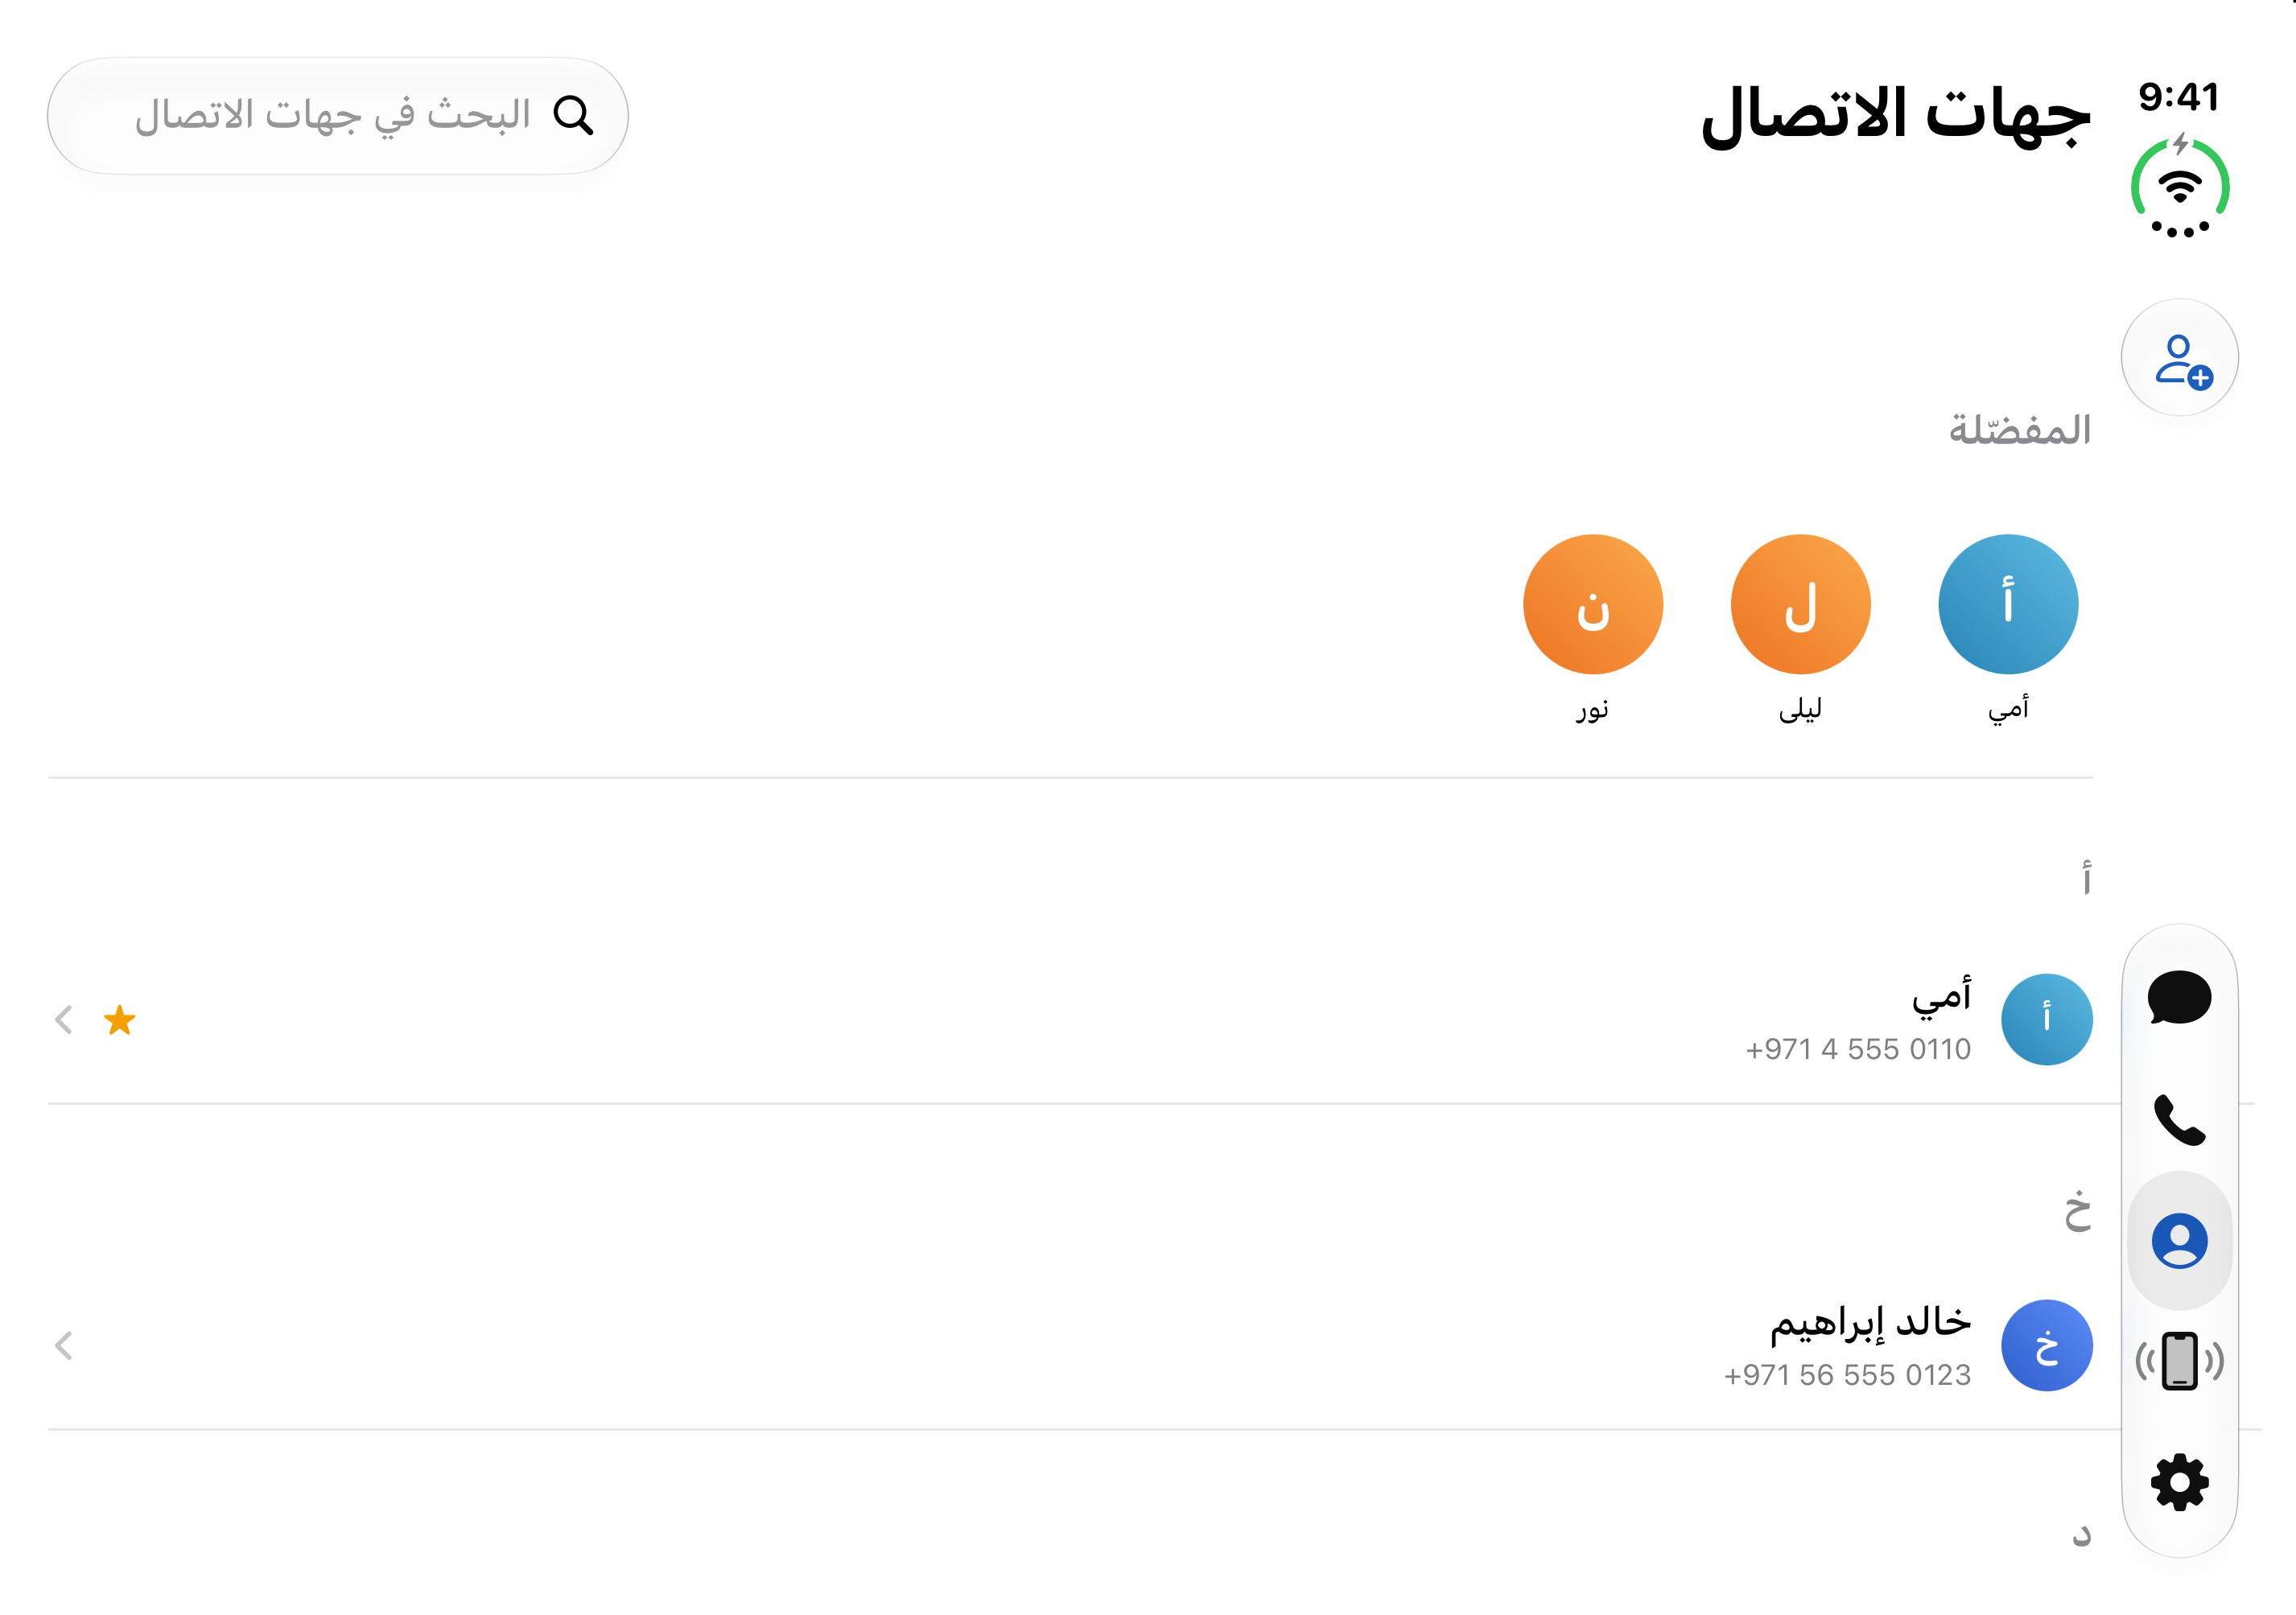 9:41
جهات الاتصال
البحث في جهات الاتصال
المفضّلة
أ
ل
ن
أمي
ليلى
نور
أ
أ
أمي
+971 4 555 0110
خ
خ
خالد إبراهيم
+971 56 555 0123
د